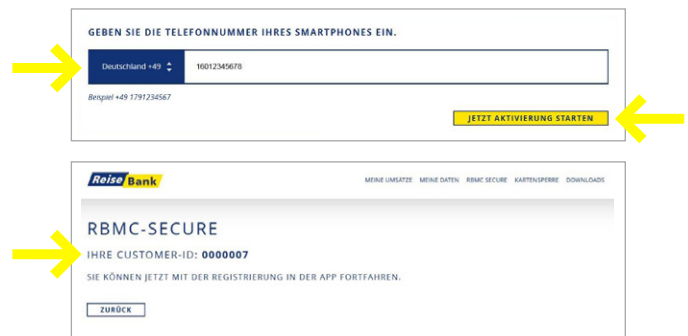 GEBEN SIE DIE TELEFONNUMMER IHRES SMARTPHONES EIN.
Deutschland +49 16012345678
Beispiel +49 1791234567
JETZT AKTIVIERUNG STARTEN
ReiseBank MEINE UMSÄTZE MEINE DATEN RBMC SECURE KARTENSPERRE DOWNLOADS
RBMC-SECURE
IHRE CUSTOMER-ID: 0000007
SIE KÖNNEN JETZT MIT DER REGISTRIERUNG IN DER APP FORTFAHREN.
ZURÜCK